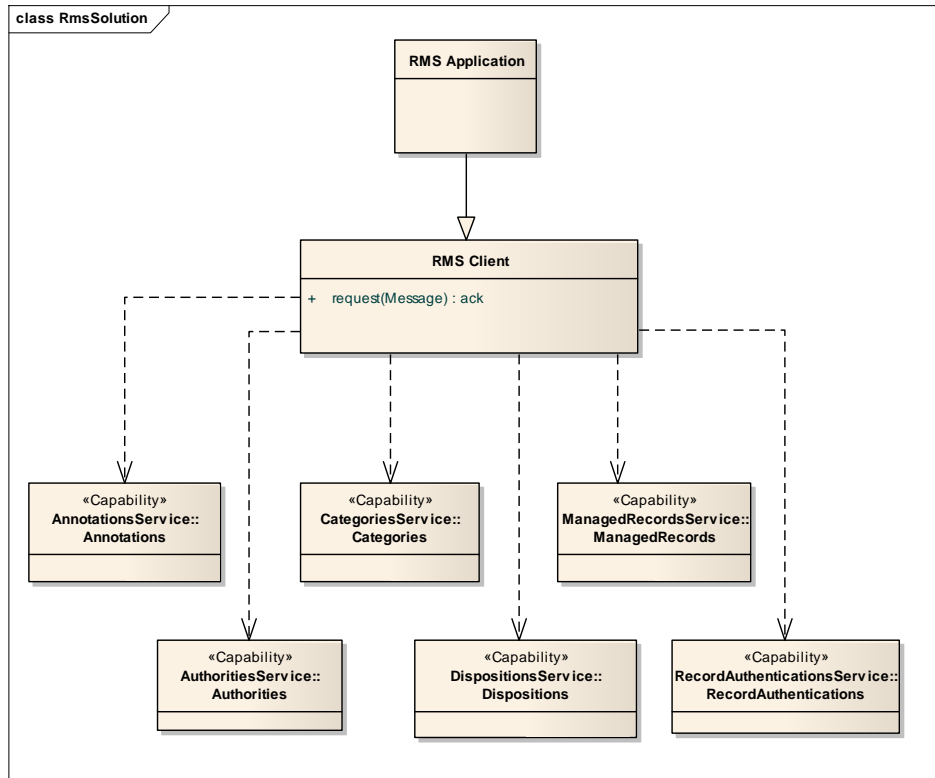 class RmsSolution
RMS Application
RMS Client
+ request(Message) : ack
«Capability»
AnnotationsService::
Annotations
«Capability»
CategoriesService::
Categories
«Capability»
ManagedRecordsService::
ManagedRecords
«Capability»
AuthoritiesService::
Authorities
«Capability»
DispositionsService::
Dispositions
«Capability»
RecordAuthenticationsService::
RecordAuthentications